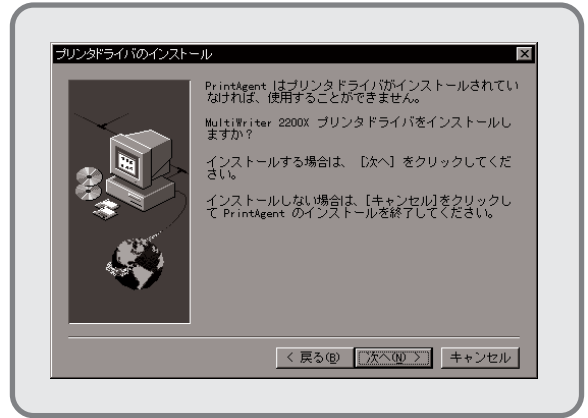 プリンタドライバのインストール
PrintAgent はプリンタドライバがインストールされてい
なければ、使用することができません。
MultiWriter 2200X プリンタドライバをインストールし
ますか?
インストールする場合は、 [次へ] をクリックしてくだ
さい。
インストールしない場合は、[キャンセル]をクリックし
て PrintAgent のインストールを終了してください。
< 戻る(B) 次へ(N) > キャンセル